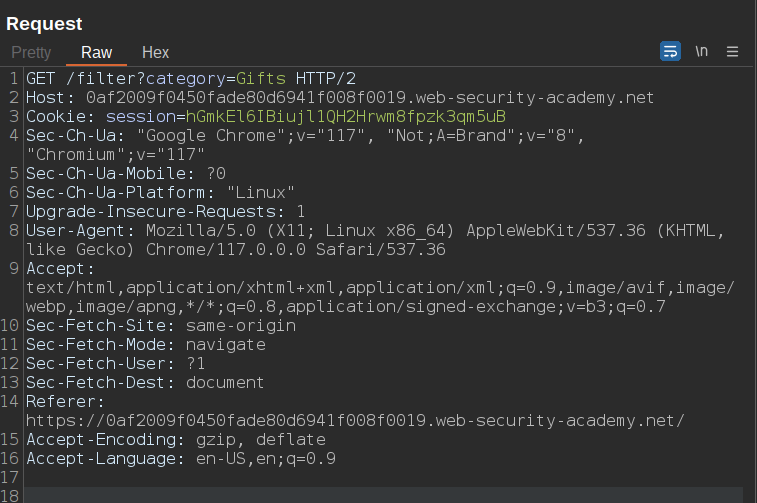 Request
Pretty Raw Hex \n
1 GET /filter?category=Gifts HTTP/2
2 Host: 0af2009f0450fade80d6941f008f0019.web-security-academy.net
3 Cookie: session=hGmkEl6IBiujl1QH2Hrwm8fpzk3qm5uB
4 Sec-Ch-Ua: "Google Chrome";v="117", "Not;A=Brand";v="8",
"Chromium";v="117"
5 Sec-Ch-Ua-Mobile: ?0
6 Sec-Ch-Ua-Platform: "Linux"
7 Upgrade-Insecure-Requests: 1
8 User-Agent: Mozilla/5.0 (X11; Linux x86_64) AppleWebKit/537.36 (KHTML,
like Gecko) Chrome/117.0.0.0 Safari/537.36
9 Accept:
text/html,application/xhtml+xml,application/xml;q=0.9,image/avif,image/
webp,image/apng,*/*;q=0.8,application/signed-exchange;v=b3;q=0.7
10 Sec-Fetch-Site: same-origin
11 Sec-Fetch-Mode: navigate
12 Sec-Fetch-User: ?1
13 Sec-Fetch-Dest: document
14 Referer:
https://0af2009f0450fade80d6941f008f0019.web-security-academy.net/
15 Accept-Encoding: gzip, deflate
16 Accept-Language: en-US,en;q=0.9
17
18